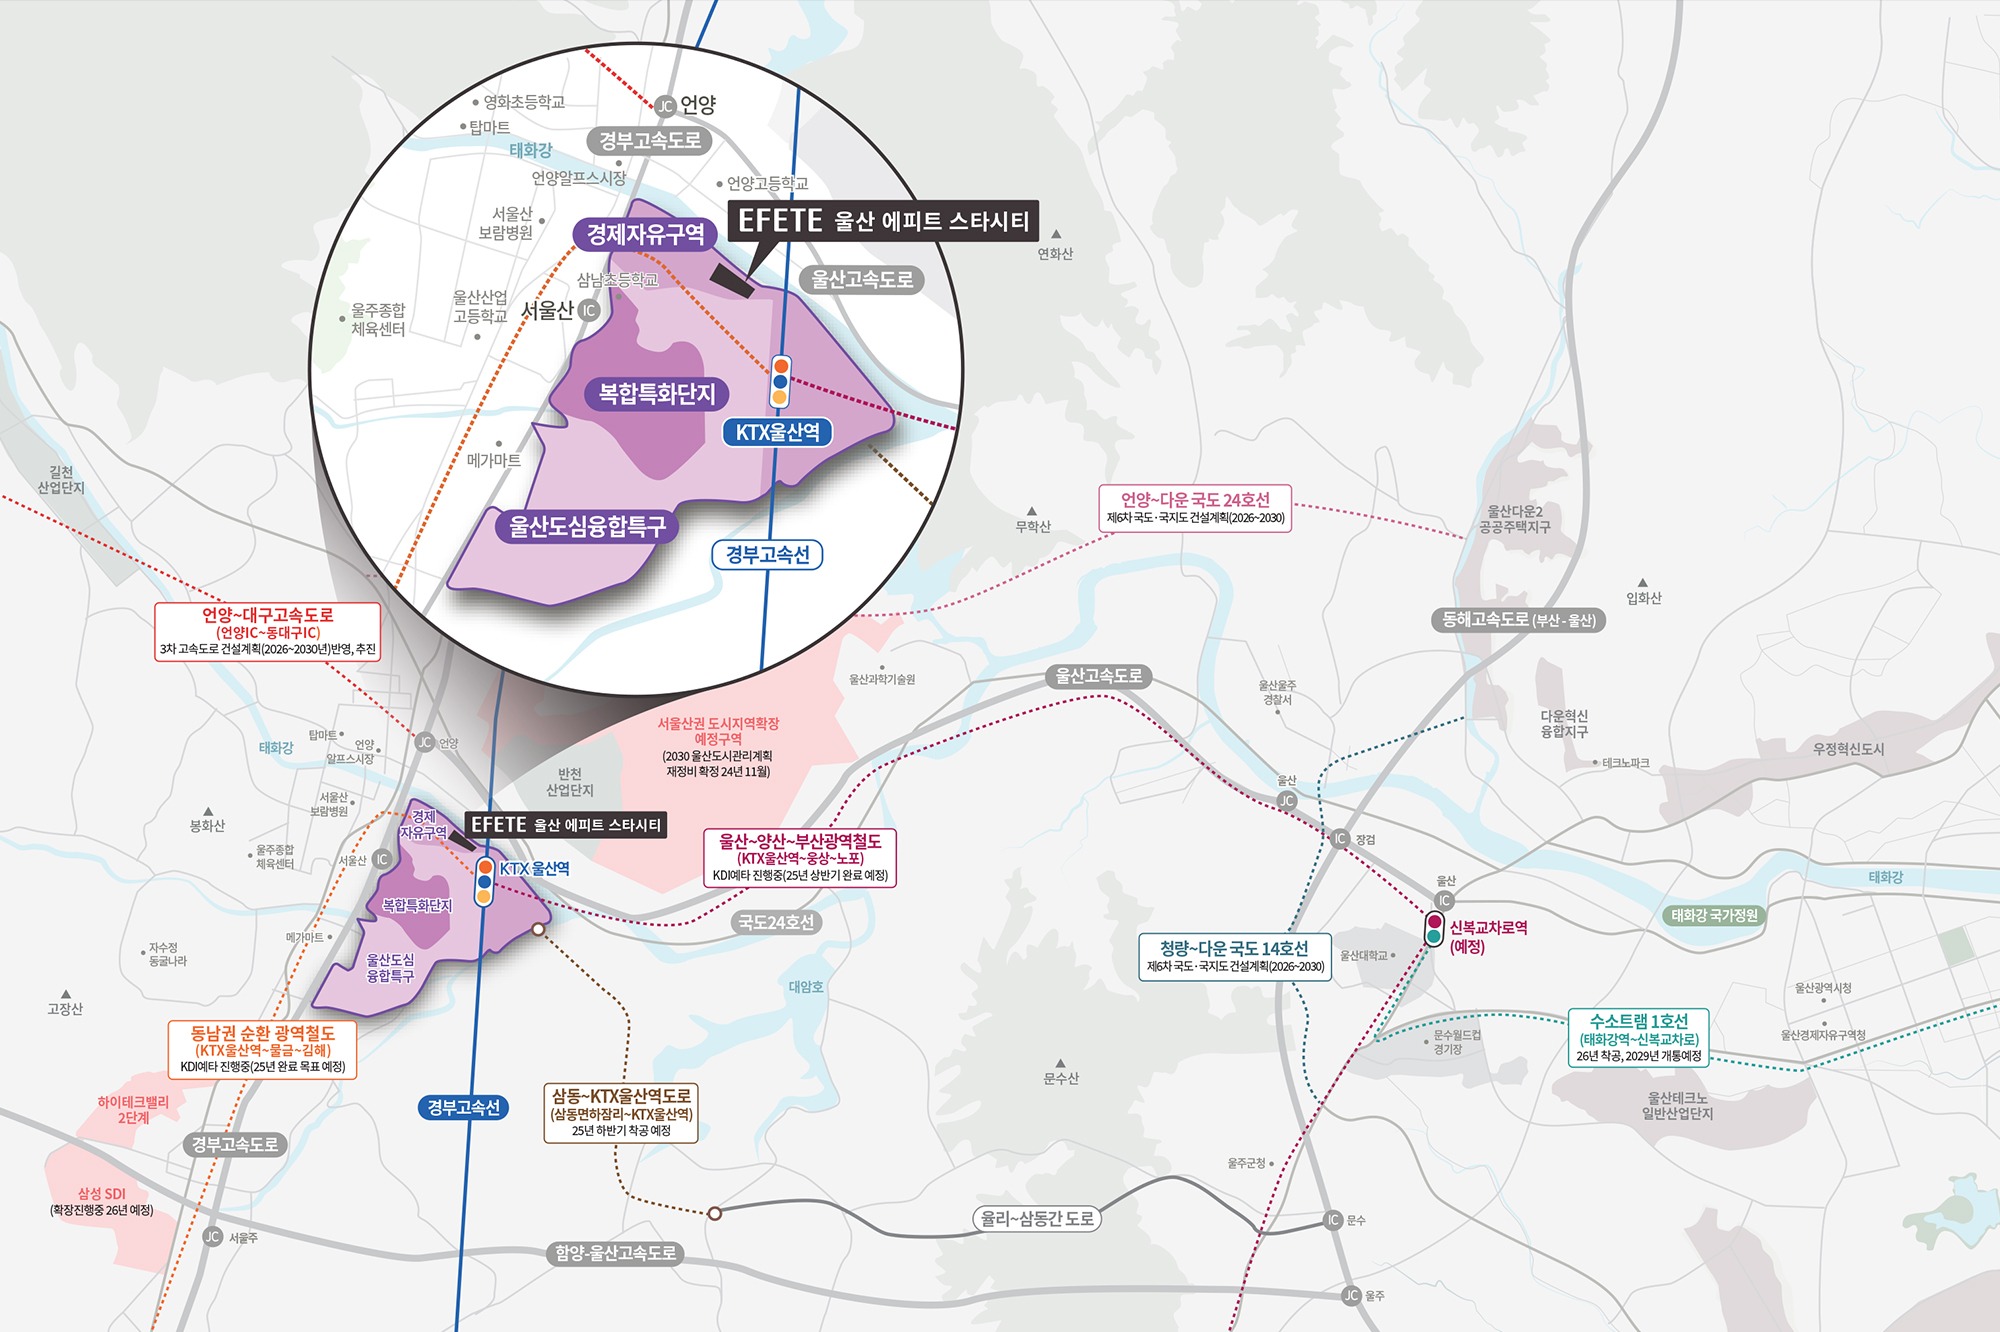 JC 언양
영화초등학교
탑마트
경부고속도로
태화강
언양알프스시장
언양고등학교
서울산
보람병원
경제자유구역
EFETE 울산 에피트 스타시티
연화산
삼남초등학교
울산고속도로
울주종합
체육센터
울산산업
고등학교
서울산 IC
복합특화단지
KTX울산역
메가마트
길천
산업단지
울산도심융합특구
경부고속선
무학산
언양~다운 국도 24호선
제6차 국도·국지도 건설계획(2026~2030)
울산다운2
공공주택지구
입화산
동해고속도로 (부산-울산)
언양~대구고속도로
(언양IC~동대구IC)
3차 고속도로 건설계획(2026~2030년)반영, 추진
울산과학기술원
울산고속도로
울산울주
경찰서
다운혁신
융합지구
우정혁신도시
테크노파크
서울산권 도시지역확장
예정구역
(2030 울산도시관리계획
재정비 확정 24년 11월)
태화강
탑마트
언양
알프스시장
JC 언양
반천
산업단지
울산
JC
서울산
보람병원
봉화산
경제
자유구역
EFETE 울산 에피트 스타시티
IC 장검
울주종합
체육센터
서울산 IC
KTX 울산역
울산~양산~부산광역철도
(KTX울산역~웅상~노포)
KDI예타 진행중(25년 상반기 완료 예정)
울산
IC
태화강
태화강 국가정원
복합특화단지
국도24호선
신복교차로역
(예정)
메가마트
자수정
동굴나라
울산도심
융합특구
청량~다운 국도 14호선
제6차 국도·국지도 건설계획(2026~2030)
울산대학교
대암호
울산광역시청
고장산
동남권 순환 광역철도
(KTX울산역~물금~김해)
KDI예타 진행중(25년 완료 목표 예정)
문수월드컵
경기장
수소트램 1호선
(태화강역~신복교차로)
26년 착공, 2029년 개통예정
울산경제자유구역청
문수산
하이테크밸리
2단계
경부고속선
삼동~KTX울산역도로
(삼동면하잠리~KTX울산역)
25년 하반기 착공 예정
울산테크노
일반산업단지
경부고속도로
울주군청
삼성 SDI
(확장진행중 26년 예정)
율리~삼동간 도로
IC 문수
JC 서울주
함양-울산고속도로
JC 울주